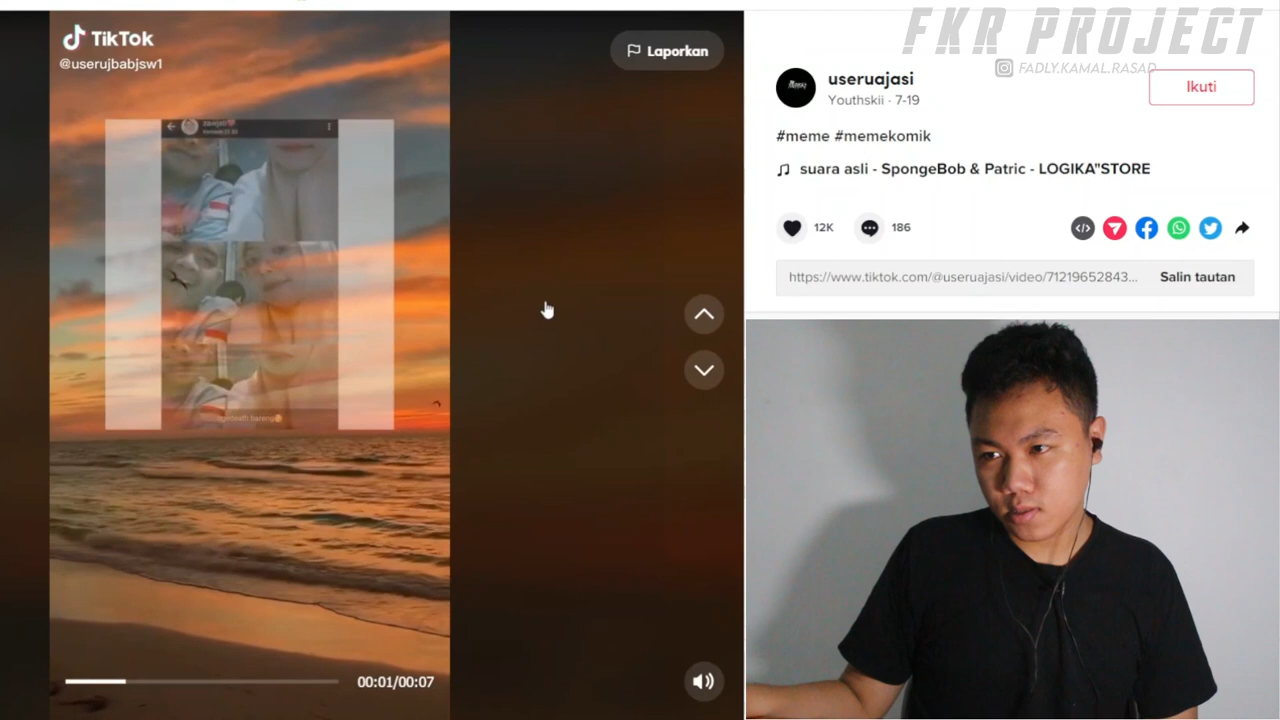 TikTok
@userujbabjsw1
Laporkan
00:01/00:07
FKR PROJECT
FADLY.KAMAL.RASAD
useruajasi
Youthskii · 7-19
Ikuti
#meme #memekomik
suara asli - SpongeBob & Patric - LOGIKA"STORE
12K
186
https://www.tiktok.com/@useruajasi/video/71219652843...
Salin tautan